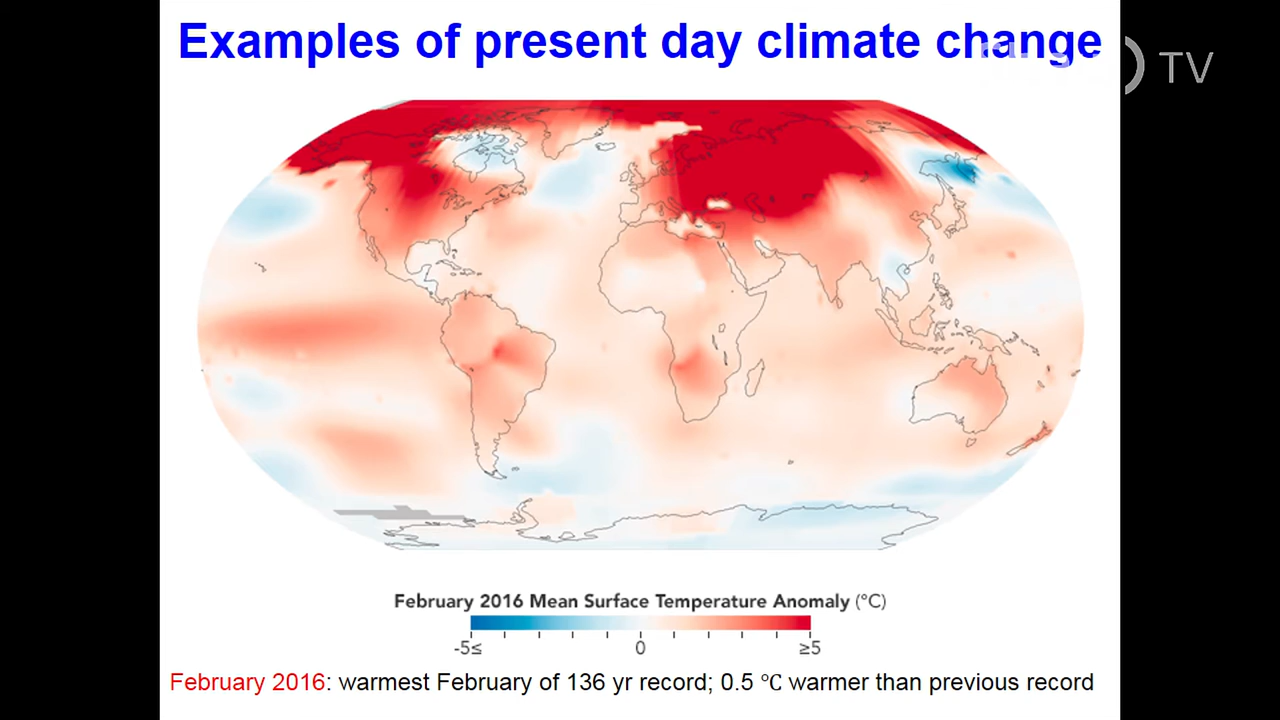 Examples of present day climate change
TV
February 2016 Mean Surface Temperature Anomaly (°C)
-5≤ 0 ≥5
February 2016: warmest February of 136 yr record; 0.5 ℃ warmer than previous record